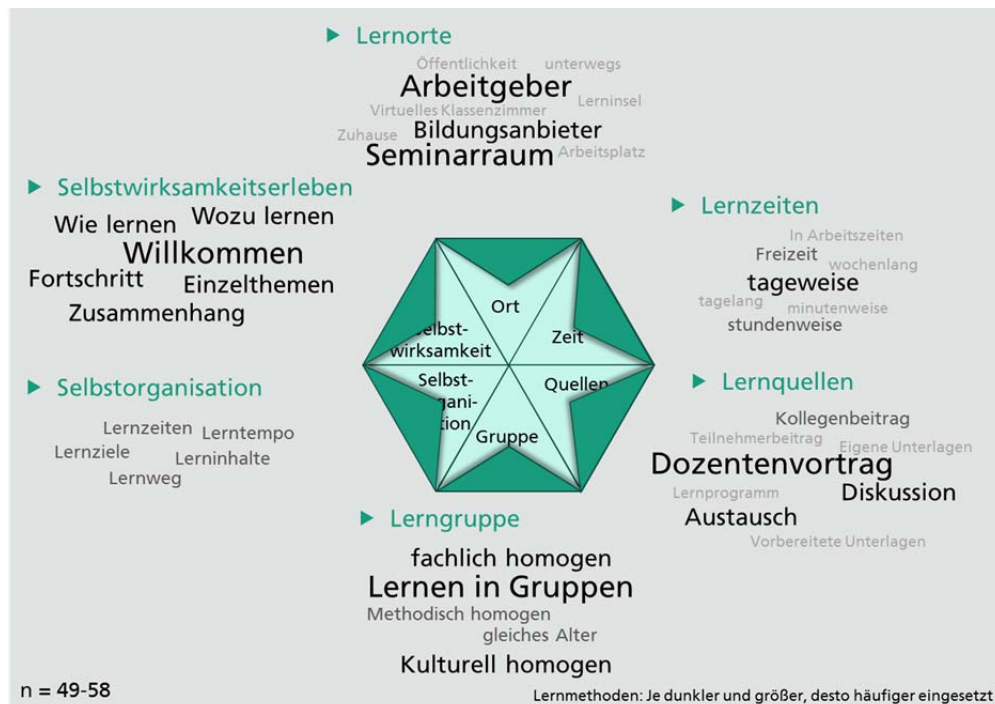 ► Lernorte
Öffentlichkeit unterwegs
Arbeitgeber
Lerninsel
Virtuelles Klassenzimmer
Zuhause Bildungsanbieter
Seminarraum Arbeitsplatz
► Selbstwirksamkeitserleben
Wie lernen Wozu lernen
Willkommen
Fortschritt Einzelthemen
Zusammenhang
► Lernzeiten
In Arbeitszeiten
Freizeit wochenlang
tageweise
tagelang minutenweise
stundenweise
Ort
Zeit
wirksamkeit
Selbst-
Quellen
Gruppe
► Selbstorganisation
Lernzeiten Lerntempo
Lernziele Lerninhalte
Lernweg
► Lernquellen
Kollegenbeitrag
Teilnehmerbeitrag Eigene Unterlagen
Dozentenvortrag
Lernprogramm Diskussion
Austausch
Vorbereitete Unterlagen
► Lerngruppe
fachlich homogen
Lernen in Gruppen
Methodisch homogen
gleiches Alter
Kulturell homogen
n = 49-58
Lernmethoden: Je dunkler und größer, desto häufiger eingesetzt